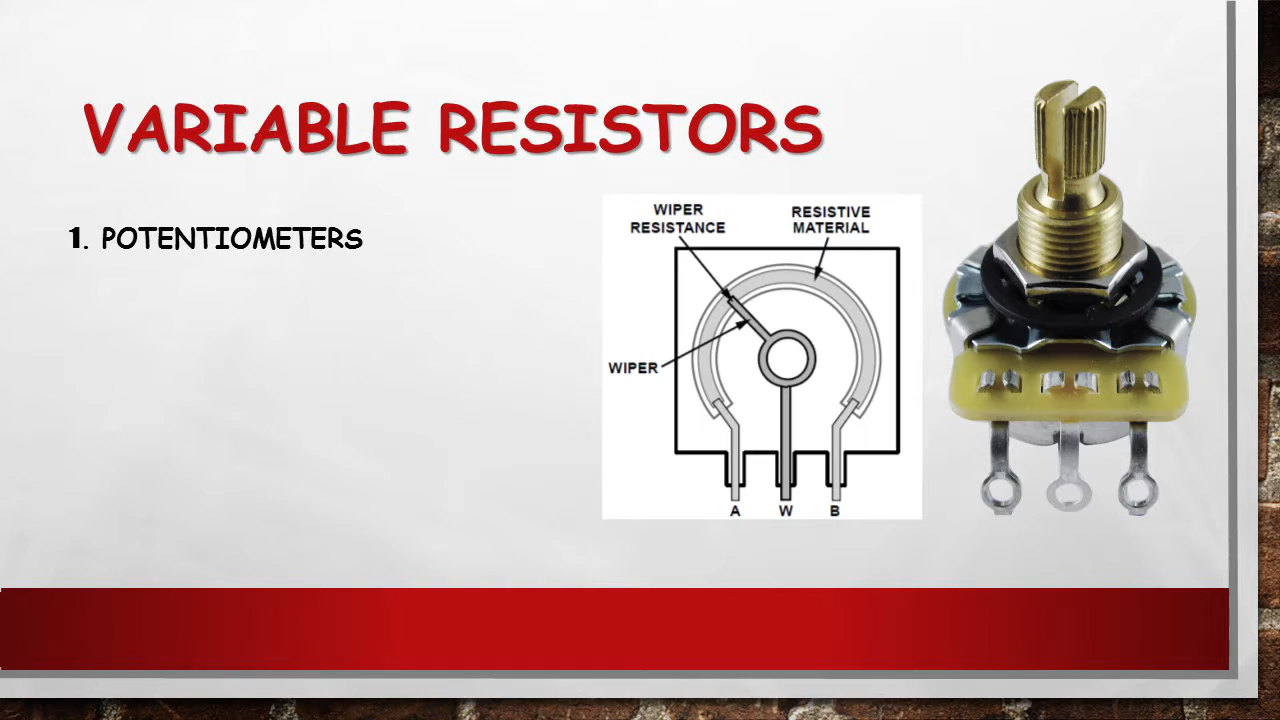 VARIABLE RESISTORS
1. POTENTIOMETERS
WIPER
RESISTANCE
RESISTIVE
MATERIAL
WIPER
A W B